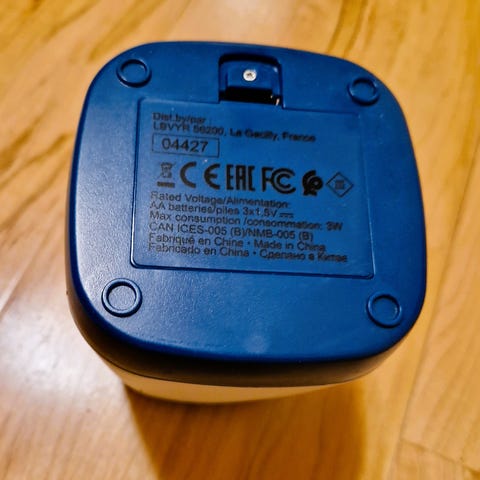 Dist.by/par :
LBVYR 56200, La Gacilly, France
04427
CE EAC FC
Rated Voltage/Alimentation:
AA batteries/piles 3x1,5V
Max consumption/consommation: 3W
CAN ICES-005 (B)/NMB-005 (B)
Fabriqué en Chine • Made in China
Fabricado en China • Сделано в Китае